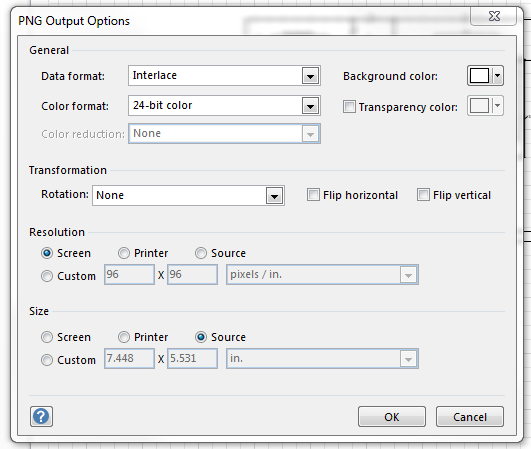 PNG Output Options
General
Data format: Interlace Background color:
Color format: 24-bit color Transparency color:
Color reduction: None
Transformation
Rotation: None Flip horizontal Flip vertical
Resolution
Screen Printer Source
Custom 96 X 96 pixels / in.
Size
Screen Printer Source
Custom 7.448 X 5.531 in.
? OK Cancel